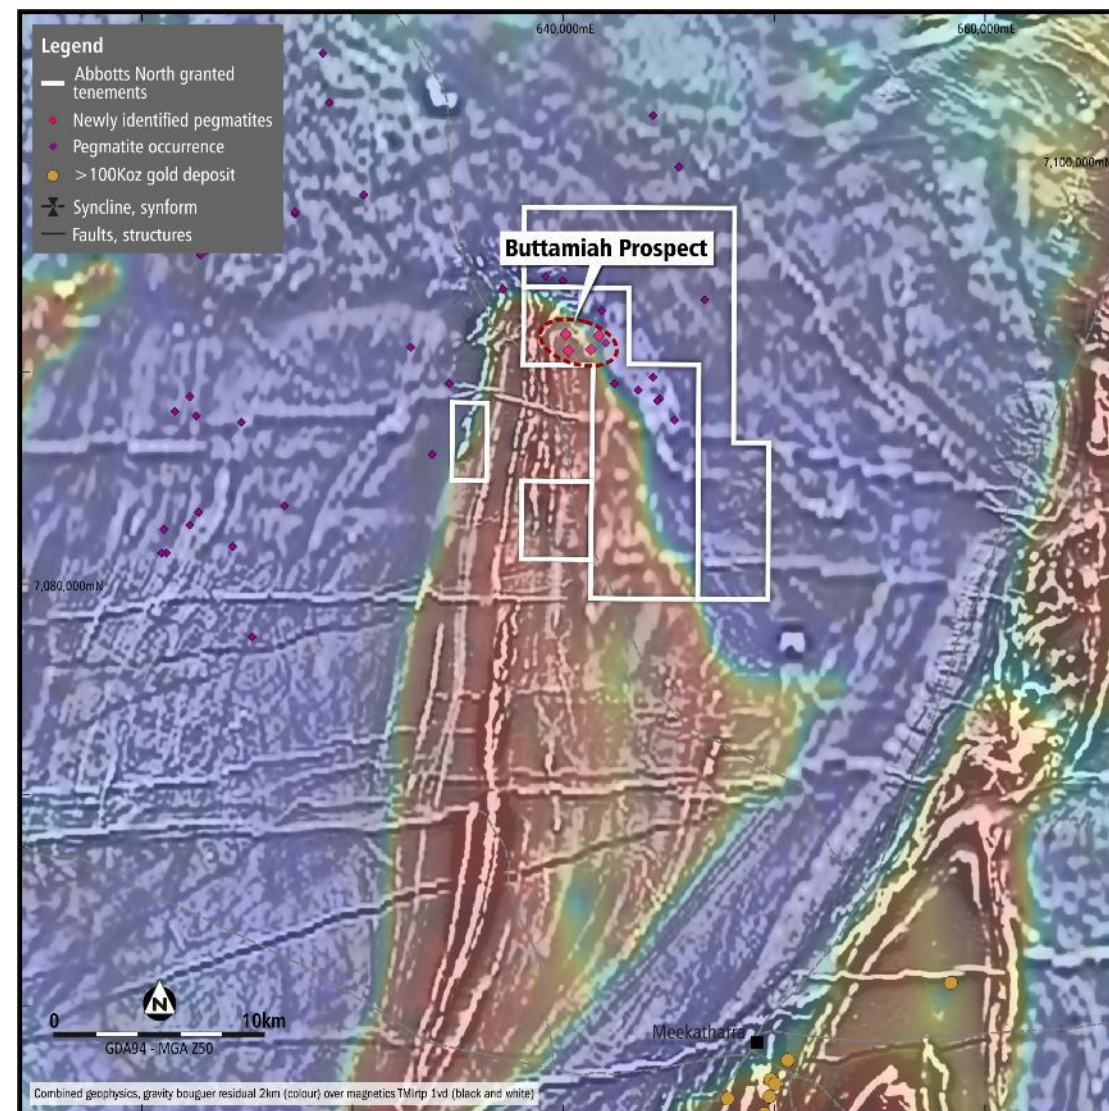 640,000mE
660,000mE
Legend
Abbotts North granted
tenements
Newly identified pegmatites
Pegmatite occurrence
>100Koz gold deposit
Syncline, synform
Faults, structures
7,100,000mN
Buttamiah Prospect
7,080,000mN
N
0 10km
GDA94 - MGA Z50
Meekatharra
Combined geophysics, gravity bouguer residual 2km (colour) over magnetics TMIrtp 1vd (black and white)